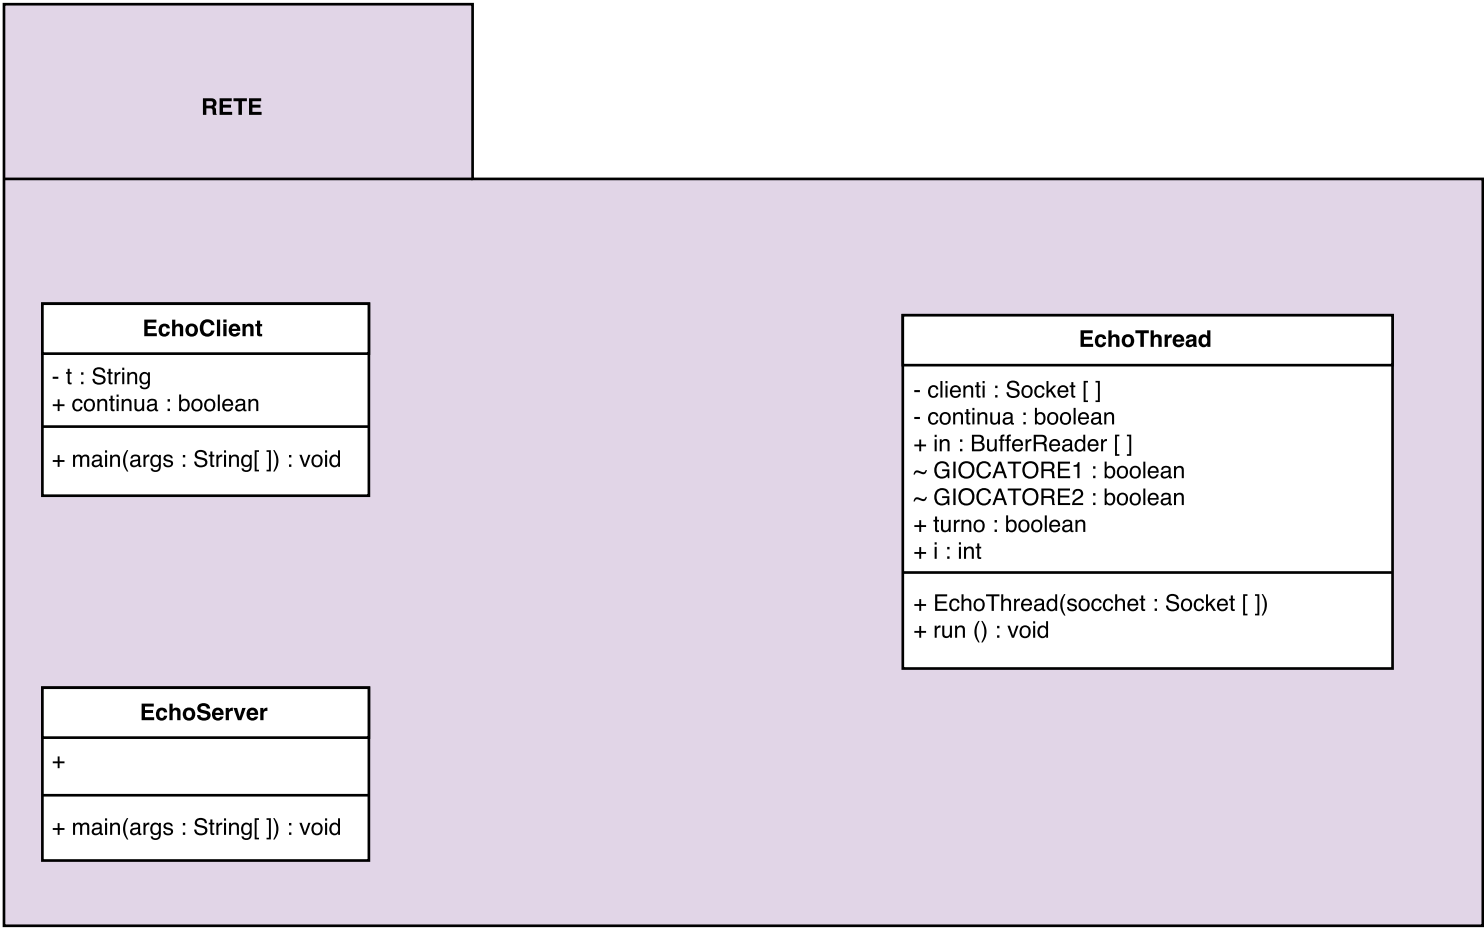 RETE
EchoClient
- t : String
+ continua : boolean
+ main(args : String[ ]) : void
EchoThread
- clienti : Socket [ ]
- continua : boolean
+ in : BufferReader [ ]
~ GIOCATORE1 : boolean
~ GIOCATORE2 : boolean
+ turno : boolean
+ i : int
+ EchoThread(socchet : Socket [ ])
+ run () : void
EchoServer
+
+ main(args : String[ ]) : void